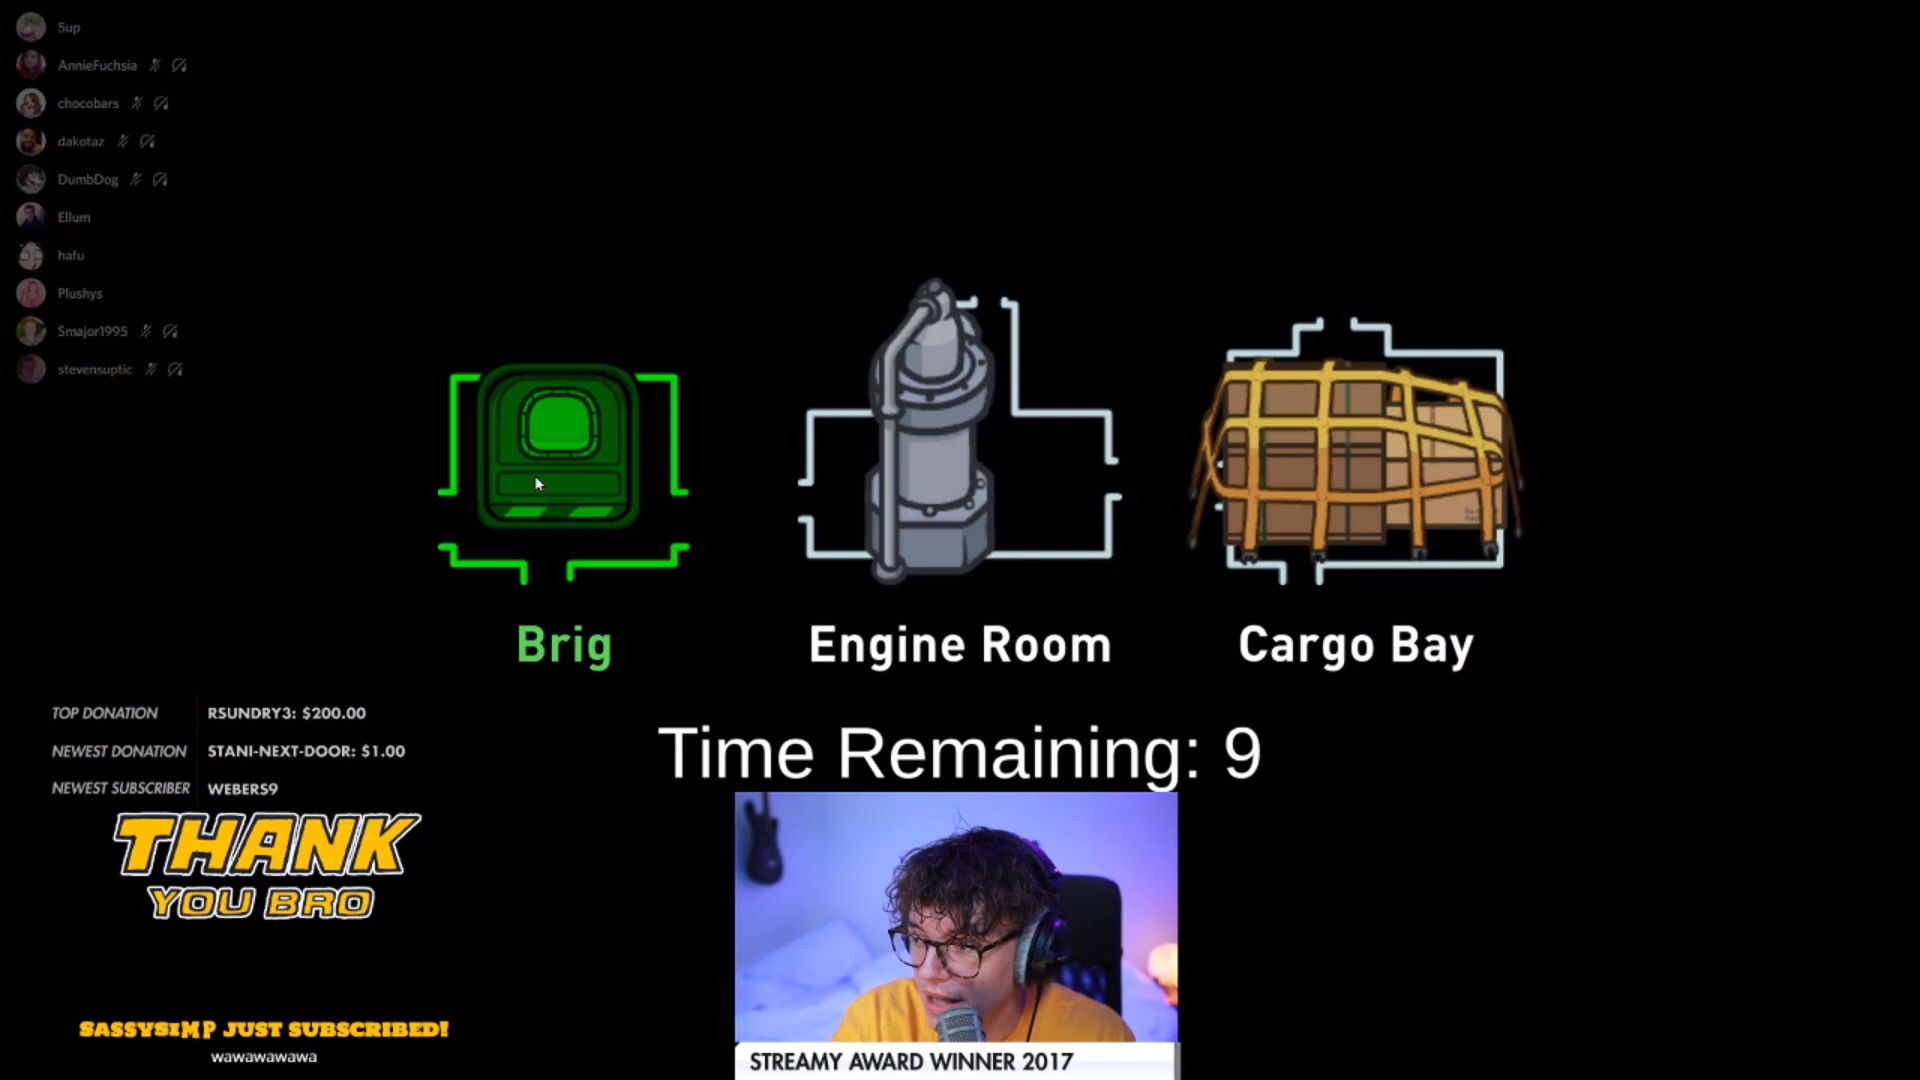 5up
AnnieFuchsia
chocobars
dakotaz
DumbDog
Ellum
hafu
Plushys
Smajor1995
stevensuptic
Brig
Engine Room
Cargo Bay
Time Remaining: 9
TOP DONATION RSUNDRY3: $200.00
NEWEST DONATION STANI-NEXT-DOOR: $1.00
NEWEST SUBSCRIBER WEBERS9
THANK
YOU BRO
SASSYSIMP JUST SUBSCRIBED!
wawawawawa
STREAMY AWARD WINNER 2017